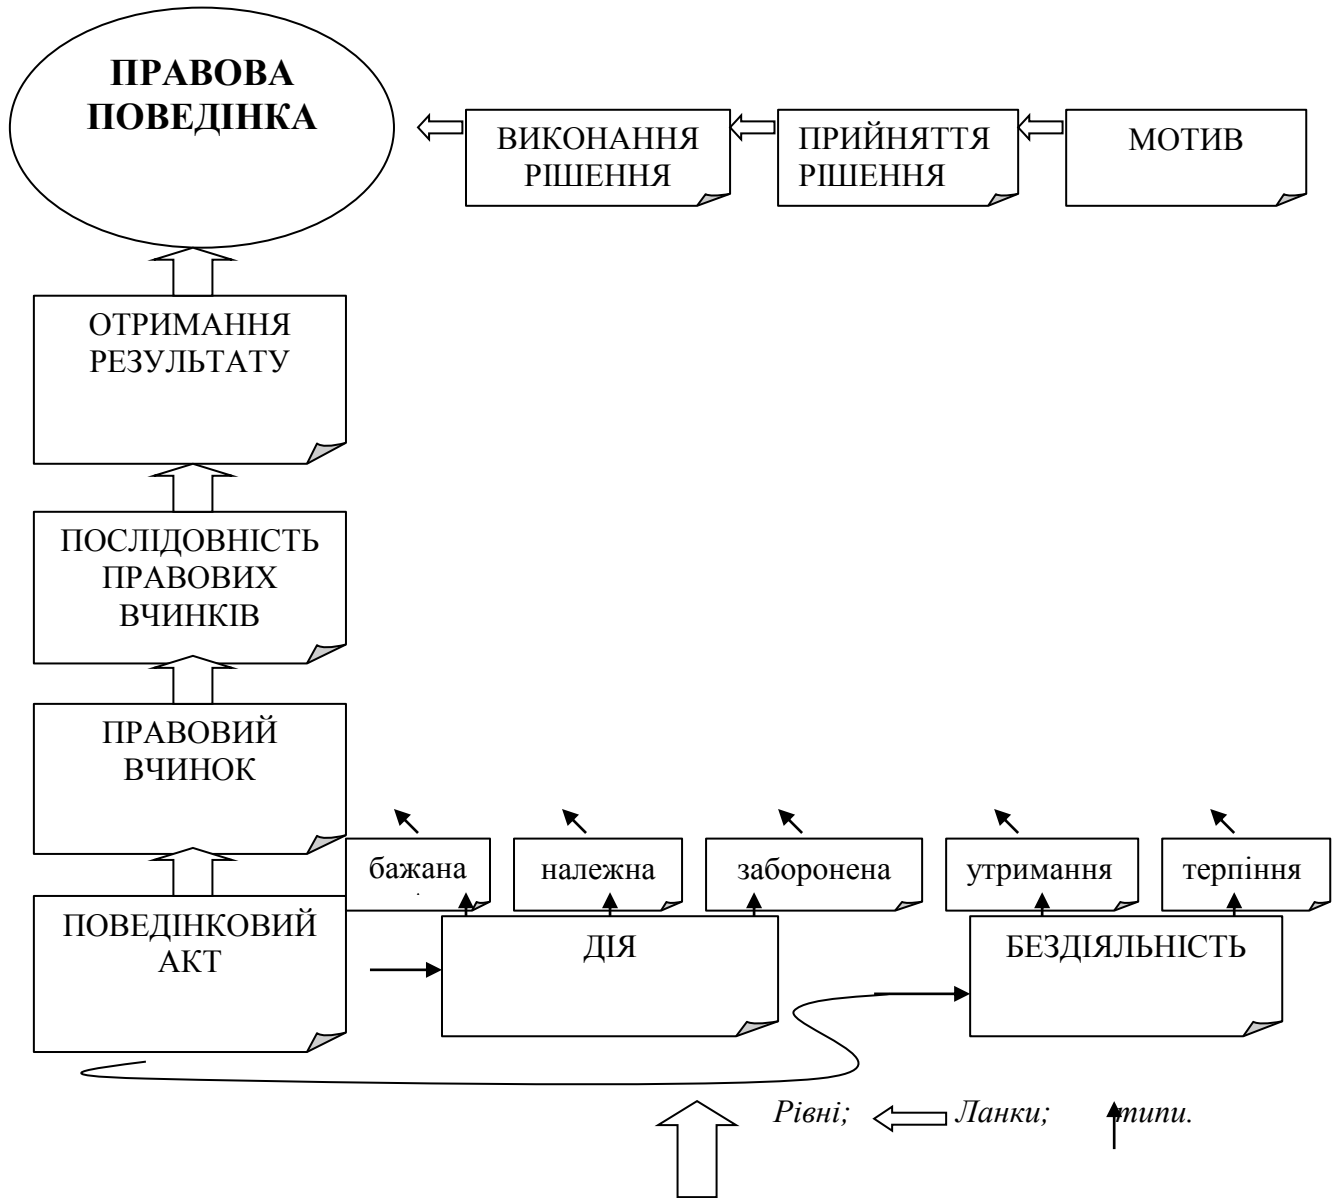 ПРАВОВА
ПОВЕДІНКА
ВИКОНАННЯ
РІШЕННЯ
ПРИЙНЯТТЯ
РІШЕННЯ
МОТИВ
ОТРИМАННЯ
РЕЗУЛЬТАТУ
ПОСЛІДОВНІСТЬ
ПРАВОВИХ
ВЧИНКІВ
ПРАВОВИЙ
ВЧИНОК
бажана
належна
заборонена
утримання
терпіння
ПОВЕДІНКОВИЙ
АКТ
ДІЯ
БЕЗДІЯЛЬНІСТЬ
Рівні; Ланки; типи.